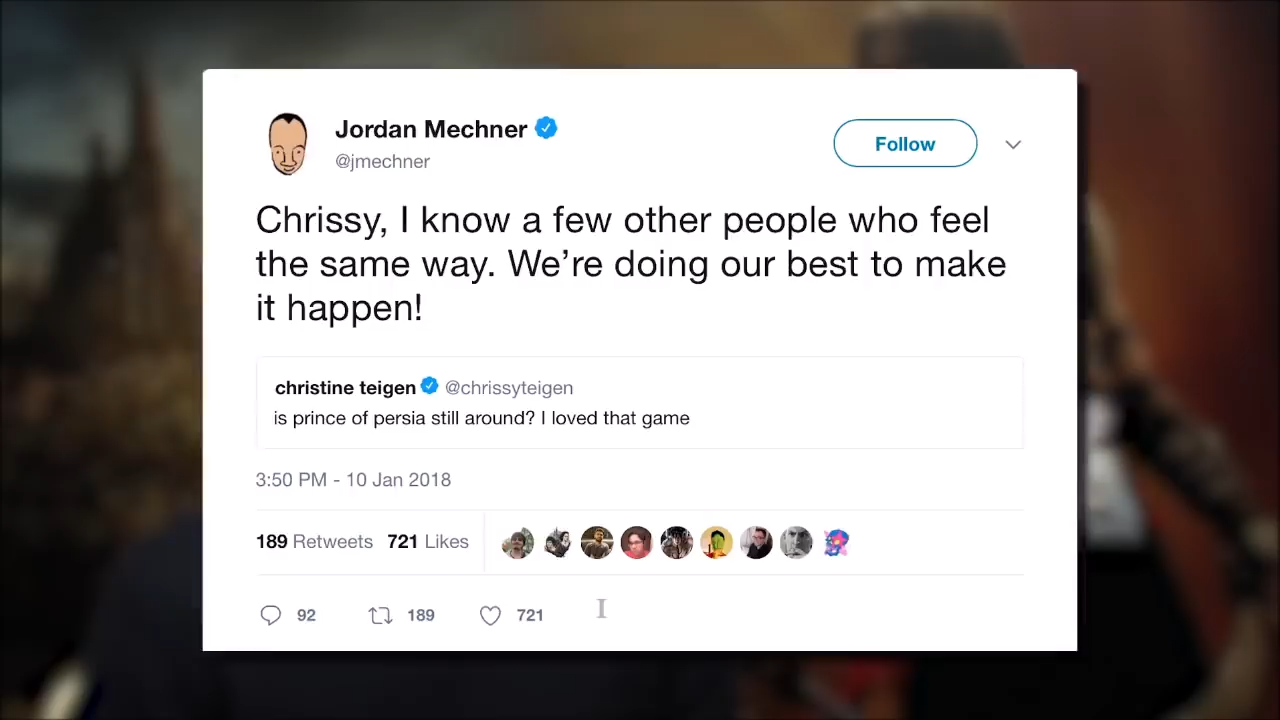 Jordan Mechner
@jmechner
Follow
Chrissy, I know a few other people who feel
the same way. We’re doing our best to make
it happen!
christine teigen @chrissyteigen
is prince of persia still around? I loved that game
3:50 PM - 10 Jan 2018
189 Retweets 721 Likes
92 189 721